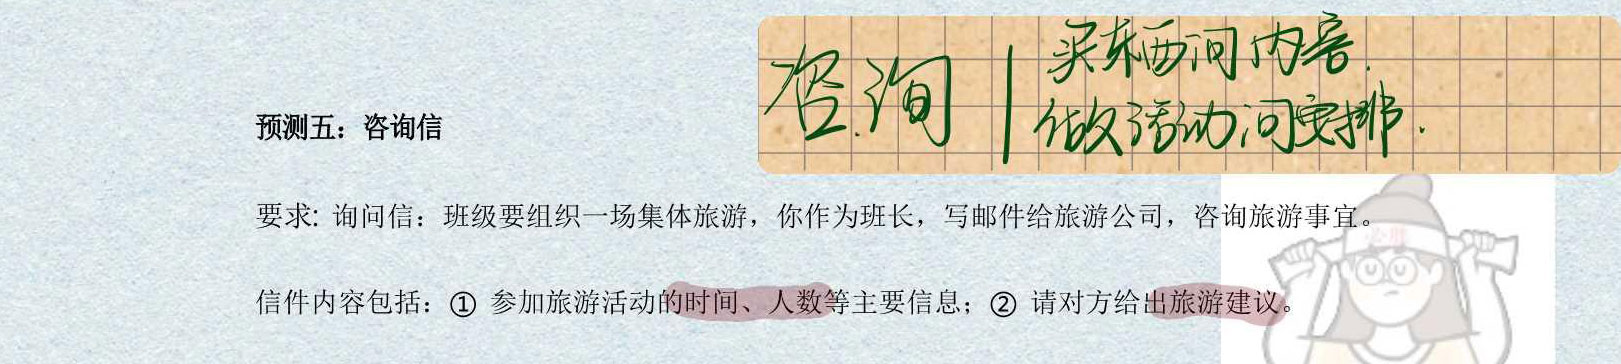 咨询 | 买东西问内容.
做活动问安排.
预测五：咨询信
要求: 询问信：班级要组织一场集体旅游，你作为班长，写邮件给旅游公司，咨询旅游事宜。
信件内容包括：① 参加旅游活动的时间、人数等主要信息；② 请对方给出旅游建议。